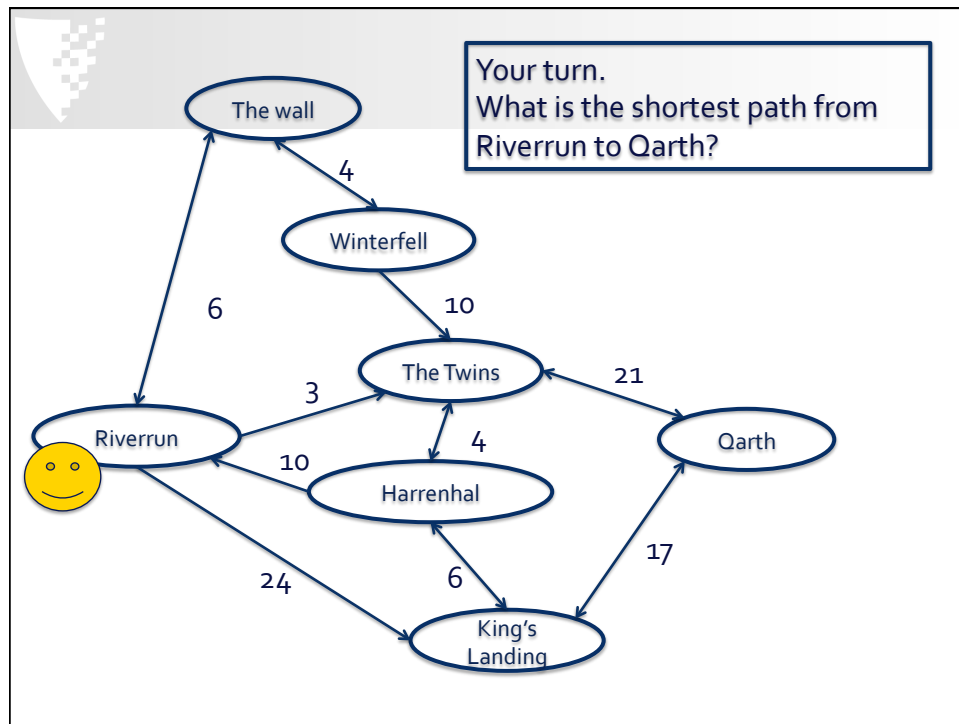 Your turn.
What is the shortest path from
Riverrun to Qarth?
The wall
4
Winterfell
6
10
The Twins
21
3
Riverrun
Qarth
4
10
Harrenhal
17
24
6
King's
Landing